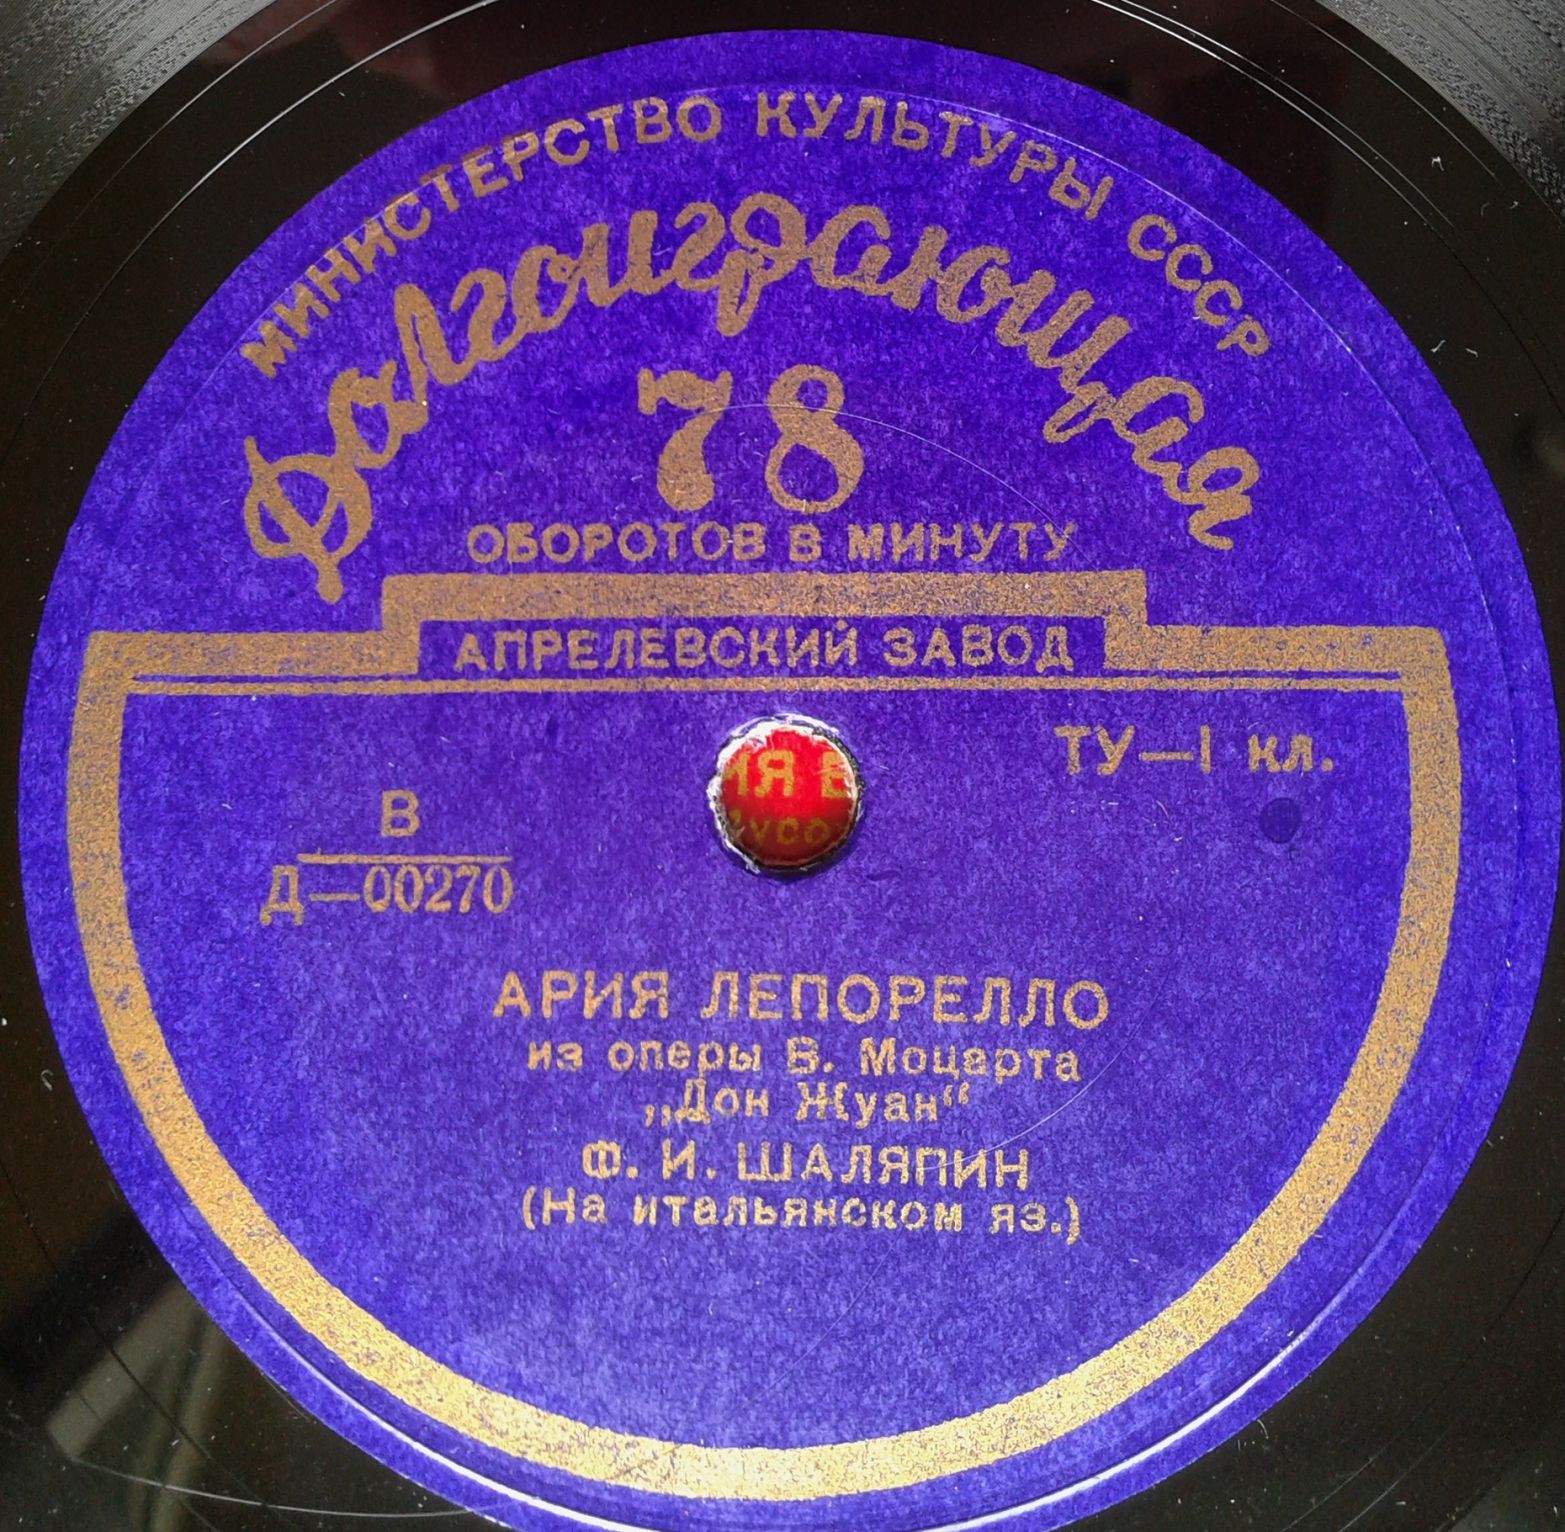 МИНИСТЕРСТВО КУЛЬТУРЫ СССР
Долгоиграющая
78
ОБОРОТОВ В МИНУТУ
АПРЕЛЕВСКИЙ ЗАВОД
ТУ—I кл.
В
Д—00270
АРИЯ ЛЕПОРЕЛЛО
из оперы В. Моцарта
„Дон Жуан“
Ф. И. ШАЛЯПИН
(На итальянском яз.)